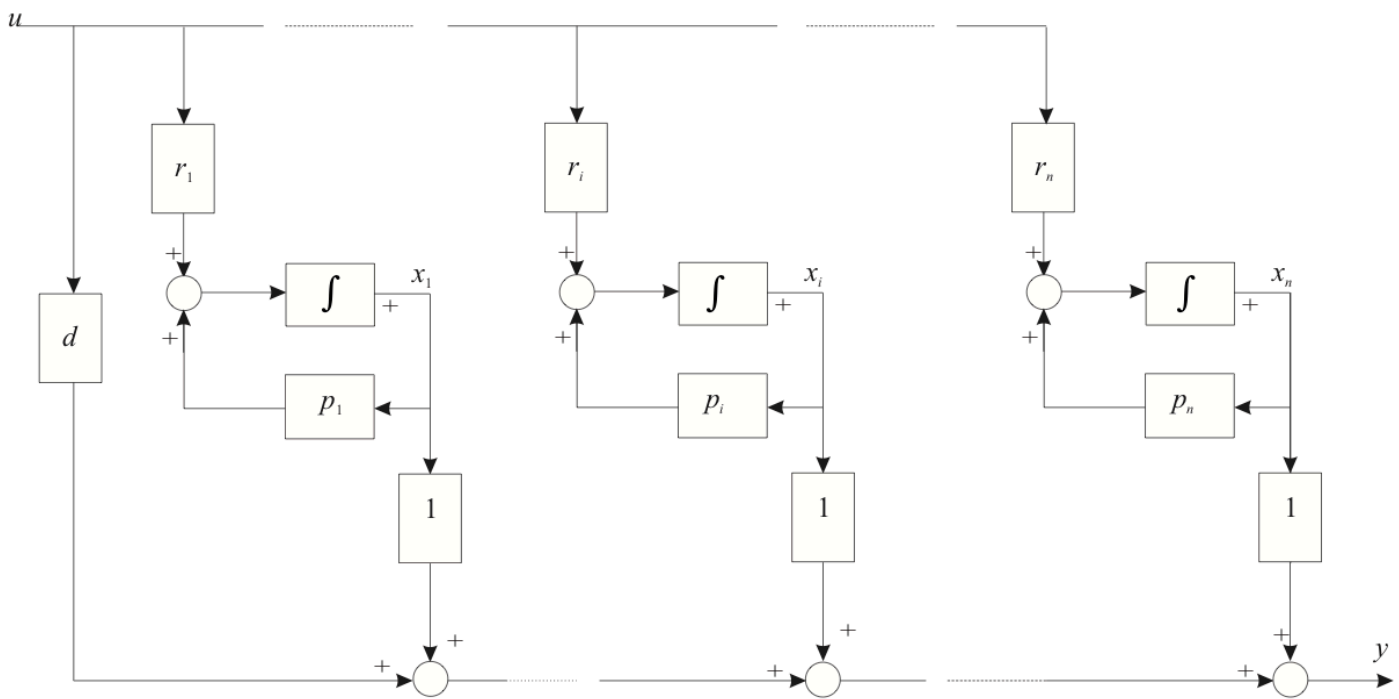 u
r₁ rᵢ rₙ
+ + +
∫ x₁ ∫ xᵢ ∫ xₙ
+ + +
+ + +
d
p₁ pᵢ pₙ
1 1 1
+ + +
+ + + y